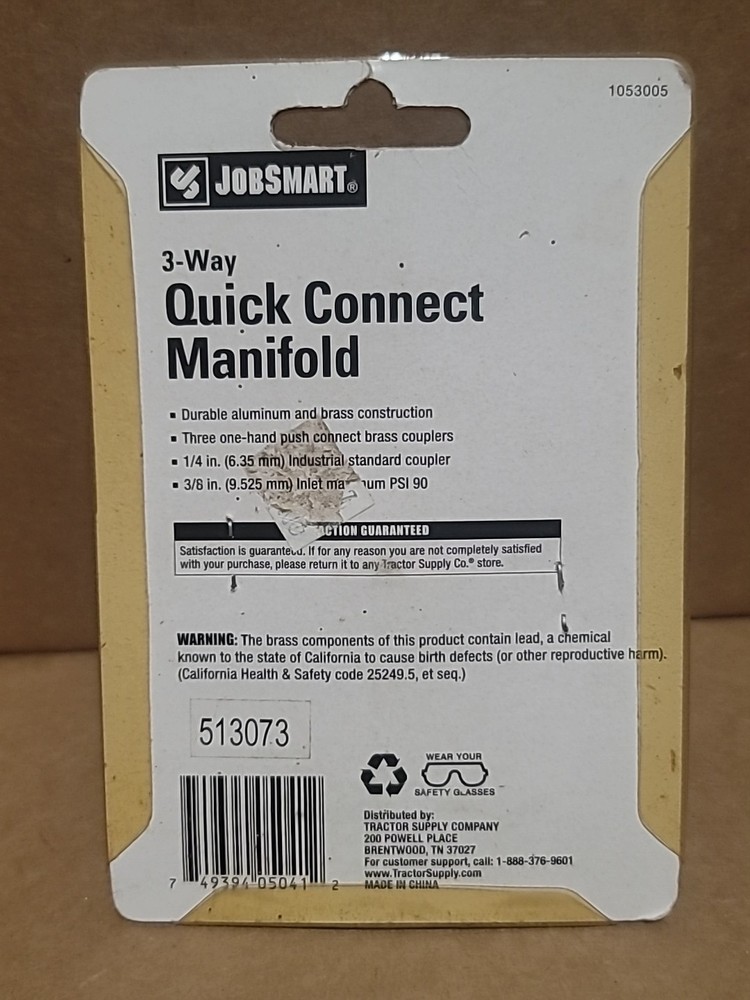 1053005
JOBSMART®
3-Way
Quick Connect
Manifold
▪ Durable aluminum and brass construction
▪ Three one-hand push connect brass couplers
▪ 1/4 in. (6.35 mm) Industrial standard coupler
▪ 3/8 in. (9.525 mm) Inlet ma um PSI 90
ACTION GUARANTEED
Satisfaction is guaranteed. If for any reason you are not completely satisfied
with your purchase, please return it to any Tractor Supply Co.® store.
WARNING: The brass components of this product contain lead, a chemical
known to the state of California to cause birth defects (or other reproductive harm).
(California Health & Safety code 25249.5, et seq.)
513073
WEAR YOUR
SAFETY GLASSES
7 49394 05041 2
Distributed by:
TRACTOR SUPPLY COMPANY
200 POWELL PLACE
BRENTWOOD, TN 37027
For customer support, call: 1-888-376-9601
www.TractorSupply.com
MADE IN CHINA